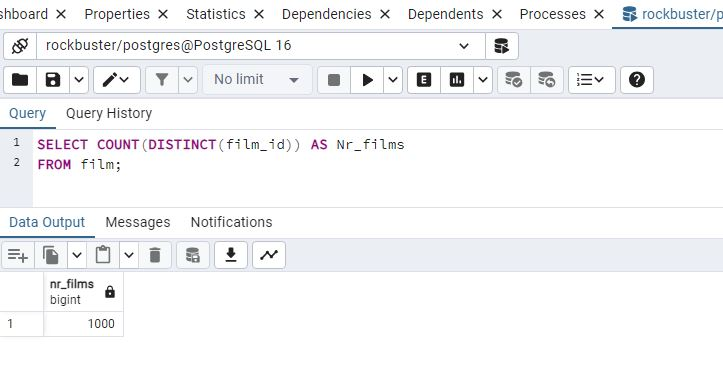 shboard Properties Statistics Dependencies Dependents Processes rockbuster/p
rockbuster/postgres@PostgreSQL 16
No limit E
Query Query History
1 SELECT COUNT(DISTINCT(film_id)) AS Nr_films
2 FROM film;
Data Output Messages Notifications
nr_films
bigint
1 1000